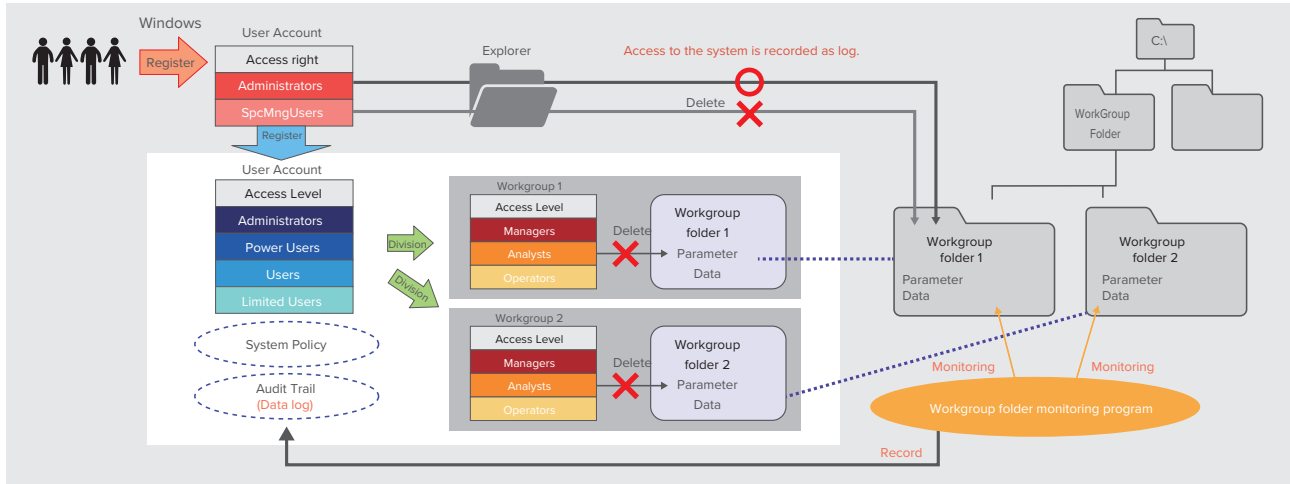 Windows
Register
User Account
Access right
Administrators
SpcMngUsers
Explorer
Access to the system is recorded as log.
Delete
C:\
WorkGroup
Folder
Register
User Account
Access Level
Administrators
Power Users
Users
Limited Users
System Policy
Audit Trail
(Data log)
Division
Division
Workgroup 1
Access Level
Managers
Analysts
Operators
Delete
Workgroup
folder 1
Parameter
Data
Workgroup 2
Access Level
Managers
Analysts
Operators
Delete
Workgroup
folder 2
Parameter
Data
Workgroup
folder 1
Parameter
Data
Workgroup
folder 2
Parameter
Data
Monitoring
Monitoring
Workgroup folder monitoring program
Record